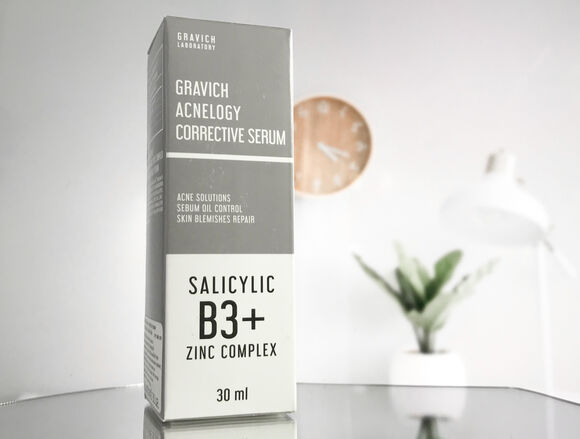 GRAVICH
LABORATORY
GRAVICH
ACNELOGY
CORRECTIVE SERUM
ACNE SOLUTIONS
SEBUM OIL CONTROL
SKIN BLEMISHES REPAIR
SALICYLIC
B3+
ZINC COMPLEX
30 ml